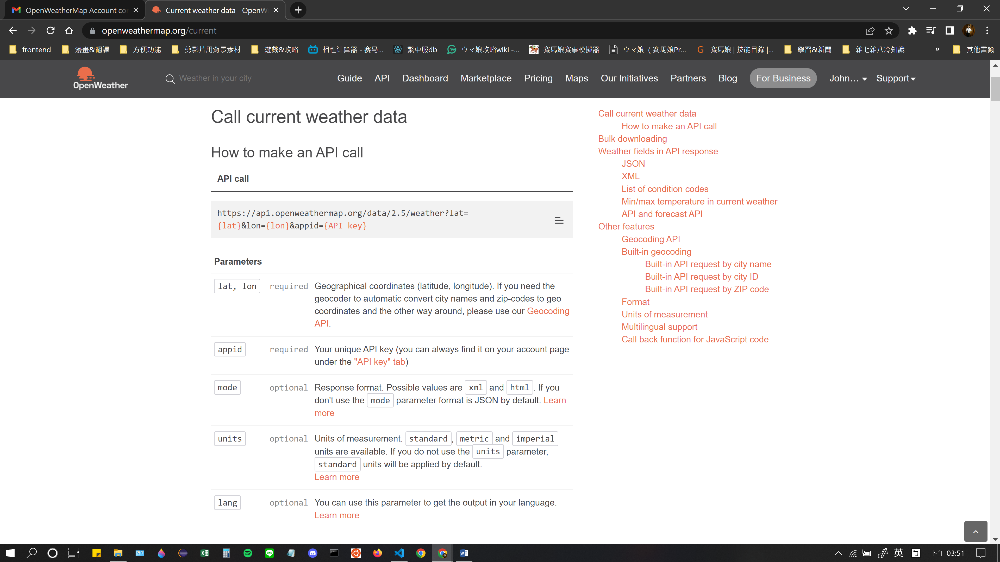 OpenWeatherMap Account cor
Current weather data - OpenW
openweathermap.org/current
frontend
漫畫&翻譯
方便功能
剪影片用背景素材
遊戲&攻略
相性计算器 - 赛马...
繁中服db
ウマ娘攻略wiki -...
賽馬娘賽事模擬器
ウマ娘（賽馬娘Pr...
賽馬娘 | 技能目錄 |...
學習&新聞
雜七雜八冷知識
»
其他書籤
OpenWeather
Weather in your city
Guide
API
Dashboard
Marketplace
Pricing
Maps
Our Initiatives
Partners
Blog
For Business
John...
Support
Call current weather data
How to make an API call
API call
https://api.openweathermap.org/data/2.5/weather?lat=
{lat}&lon={lon}&appid={API key}
Parameters
lat, lon required Geographical coordinates (latitude, longitude). If you need the
geocoder to automatic convert city names and zip-codes to geo
coordinates and the other way around, please use our Geocoding
API.
appid required Your unique API key (you can always find it on your account page
under the "API key" tab)
mode optional Response format. Possible values are xml and html. If you
don't use the mode parameter format is JSON by default. Learn
more
units optional Units of measurement. standard, metric and imperial
units are available. If you do not use the units parameter,
standard units will be applied by default.
Learn more
lang optional You can use this parameter to get the output in your language.
Learn more
Call current weather data
How to make an API call
Bulk downloading
Weather fields in API response
JSON
XML
List of condition codes
Min/max temperature in current weather
API and forecast API
Other features
Geocoding API
Built-in geocoding
Built-in API request by city name
Built-in API request by city ID
Built-in API request by ZIP code
Format
Units of measurement
Multilingual support
Call back function for JavaScript code
英
下午 03:51